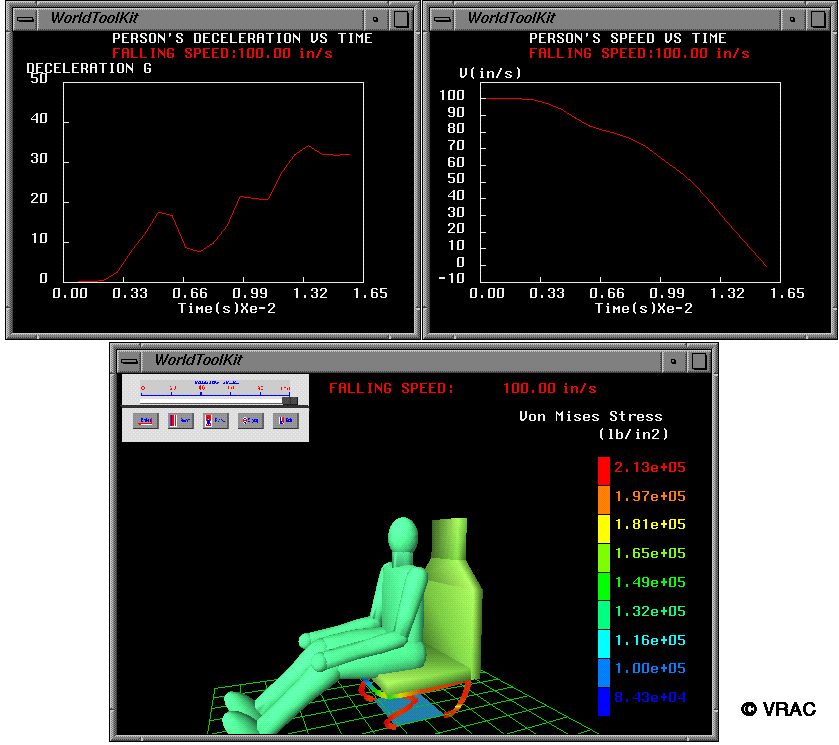 WorldToolKit
PERSON'S DECELERATION VS TIME
FALLING SPEED:100.00 in/s
DECELERATION G
50
40
30
20
10
0
0.00 0.33 0.66 0.99 1.32 1.65
Time(s)Xe-2
WorldToolKit
PERSON'S SPEED VS TIME
FALLING SPEED:100.00 in/s
V(in/s)
100
90
80
70
60
50
40
30
20
10
0
-10
0.00 0.33 0.66 0.99 1.32 1.65
Time(s)Xe-2
WorldToolKit
FALLING SPEED: 100.00 in/s
Von Mises Stress
(lb/in2)
2.13e+05
1.97e+05
1.81e+05
1.65e+05
1.49e+05
1.32e+05
1.16e+05
1.00e+05
8.43e+04
© VRAC